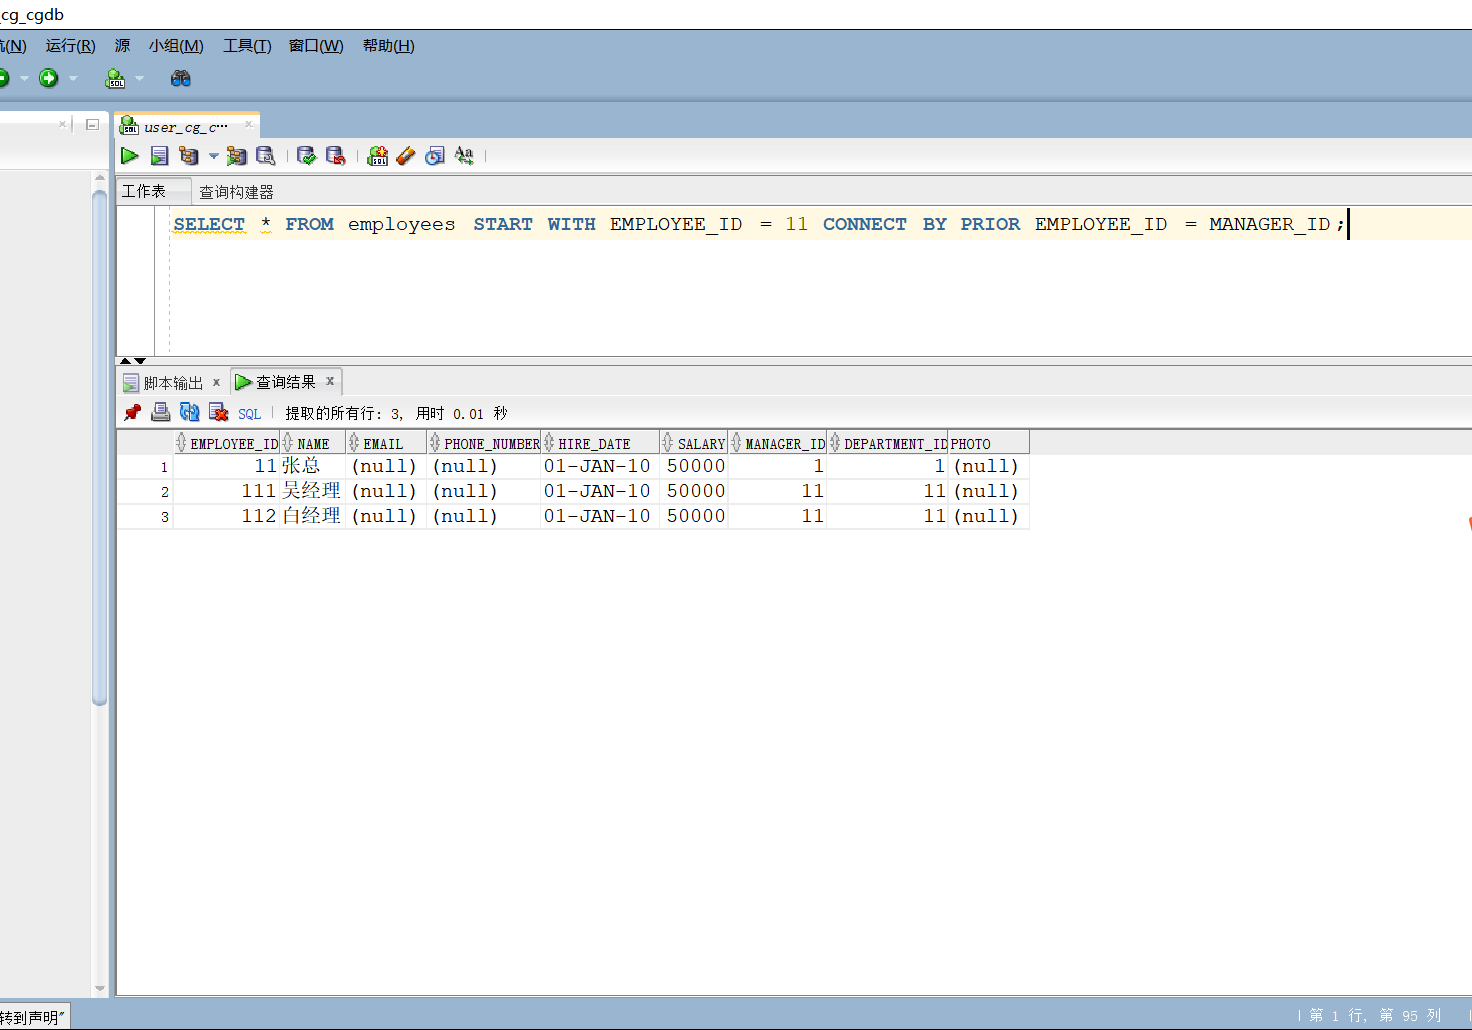 _cg_cgdb
(N) 运行(R) 源 小组(M) 工具(T) 窗口(W) 帮助(H)
user_cg_c…
工作表 查询构建器
SELECT * FROM employees START WITH EMPLOYEE_ID = 11 CONNECT BY PRIOR EMPLOYEE_ID = MANAGER_ID;
脚本输出 查询结果
SQL 提取的所有行: 3, 用时 0.01 秒
EMPLOYEE_ID NAME EMAIL PHONE_NUMBER HIRE_DATE SALARY MANAGER_ID DEPARTMENT_ID PHOTO
1 11 张总 (null) (null) 01-JAN-10 50000 1 1 (null)
2 111 吴经理 (null) (null) 01-JAN-10 50000 11 11 (null)
3 112 白经理 (null) (null) 01-JAN-10 50000 11 11 (null)
转到声明" 第 1 行, 第 95 列